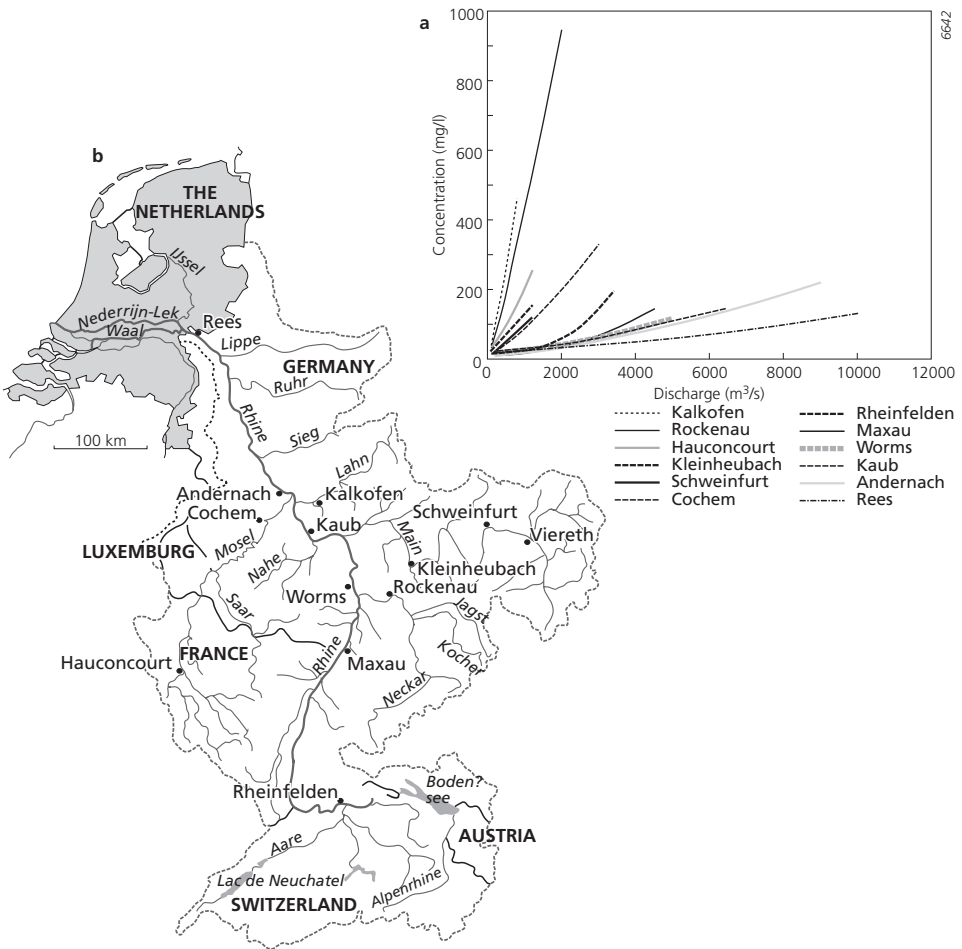 a
6642
1000
800
600
400
200
0
Concentration (mg/l)
0
2000
4000
6000
8000
10000
12000
Discharge (m³/s)
Kalkofen
Rockenau
Hauconcourt
Kleinheubach
Schweinfurt
Cochem
Rheinfelden
Maxau
Worms
Kaub
Andernach
Rees
b
THE
NETHERLANDS
IJssel
Nederrijn-Lek
Waal
Rees
Lippe
GERMANY
Ruhr
Rhine
100 km
Sieg
Lahn
Andernach
Kalkofen
Cochem
Schweinfurt
Kaub
Main
Viereth
LUXEMBURG
Mosel
Nahe
Kleinheubach
Rockenau
Worms
Jagst
Saar
Kocher
FRANCE
Rhine
Maxau
Hauconcourt
Neckar
Rheinfelden
Boden?
see
AUSTRIA
Aare
Lac de Neuchatel
Alpenrhine
SWITZERLAND